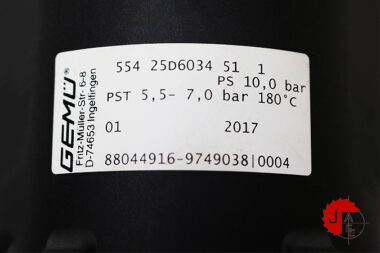 GEMÜ
Fritz-Müller-Str. 6-8
D-74653 Ingelfingen
554 25D6034 51 1
PS 10,0 bar
PST 5,5- 7,0 bar 180°C
01 2017
88044916-9749038|0004